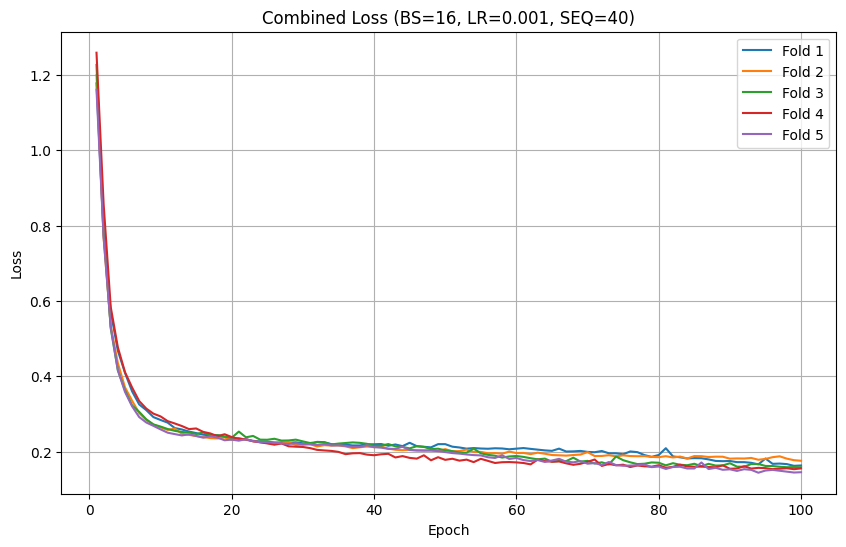 Combined Loss (BS=16, LR=0.001, SEQ=40)
Fold 1
Fold 2
Fold 3
Fold 4
Fold 5
Loss
1.2
1.0
0.8
0.6
0.4
0.2
0
20
40
60
80
100
Epoch